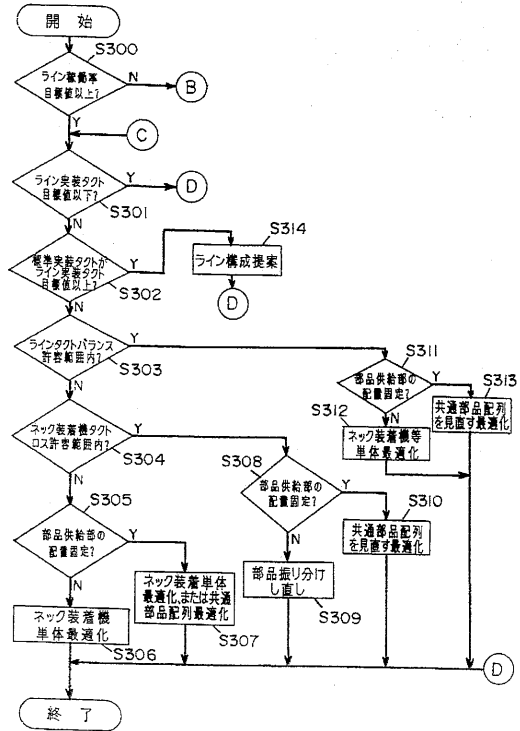 開始
S300
ライン稼働率
目標値以上?
N
B
Y
C
ライン実装タクト
目標値以下?
Y
D
S301
N
S314
標準実装タクトが
ライン実装タクト
目標値以上?
Y
ライン構成提案
S302
D
N
ラインタクトバランス
許容範囲内?
Y
S303
S311
部品供給部の
配置固定?
Y
S313
共通部品配列
を見直す最適化
N
S312
ネック装着機等
単体最適化
N
ネック装着機タクト
ロス許容範囲内?
Y
S304
S308
部品供給部の
配置固定?
Y
S310
共通部品配列
を見直す最適化
N
S305
部品供給部の
配置固定?
Y
N
部品振り分け
し直し
S309
ネック装着単体
最適化、または共通
部品配列最適化
S307
N
ネック装着機
単体最適化
S306
D
終了